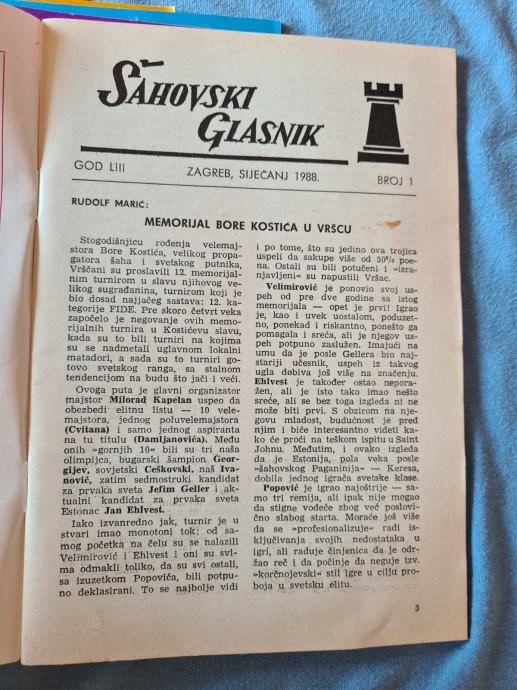 ŠAHOVSKI
GLASNIK
GOD LIII
ZAGREB, SIJEČANJ 1988.
BROJ 1
RUDOLF MARIĆ:
MEMORIJAL BORE KOSTIĆA U VRŠCU
Stogodišnjicu rođenja velemaj-
stora Bore Kostića, velikog propa-
gatora šaha i svetskog putnika,
Vrščani su proslavili 12. memorijal-
nim turnirom u slavu njihovog ve-
likog sugrađanina, turnirom koji je
bio dosad najjačeg sastava: 12. ka-
tegorije FIDE. Pre skoro četvrt veka
započelo je negovanje ovih memo-
rijalnih turnira u Kostićevu slavu,
kada su to bili turniri na kojima
su se nadmetali uglavnom lokalni
matadori, a sada su to turniri go-
tovo svetskog ranga, sa stalnom
tendencijom na budu što jači i veći.
Ovoga puta je glavni organizator
majstor Milorad Kapelan uspeo da
obezbedi elitnu listu — 10 vele-
majstora, jednog poluvelemajstora
(Cvitana) i samo jednog aspiranta
na tu titulu (Damljanovića). Među
onih »gornjih 10« bili su tri naša
olimpijca, bugarski šampion Geor-
gijev, sovjetski Ceškovski, naš Iva-
nović, zatim sedmostruki kandidat
za prvaka sveta Jefim Geller i ak-
tualni kandidat za prvaka sveta
Estonac Jan Ehlvest.
Iako izvanredno jak, turnir je u
stvari imao monotoni tok; od sa-
mog početka na čelu su se nalazili
Velimirović i Ehlvest i oni su svi-
ma odmakli toliko, da su svi ostali,
sa izuzetkom Popovića, bili potpu-
no deklasirani. To se najbolje vidi
i po tome, što su jedino ova trojica
uspeli da sakupe više od 50% poe-
na. Ostali su bili potučeni i »izra-
njavljeni« su napustili Vršac.
Velimirović je ponovio svoj us-
peh od pre dve godine sa istog
memorijala — opet je prvi! Igrao
je, kao i uvek uostalom, poduzet-
no, ponekad i riskantno, ponešto ga
pomagala i sreća, ali je njegov us-
peh potpuno zaslužen. Imajući na
umu da je posle Gellera bio naj-
stariji učesnik, uspeh iz takvog
ugla dobiva još više na značenju.
Ehlvest je također ostao nepora-
žen, ali je isto tako imao nešto
sreće, ali se bez toga izgleda ni ne
može biti prvi. S obzirom na nje-
govu mladost, budućnost je pred
njim i biće interesantno videti ka-
ko će proći na teškom ispitu u Saint
Johnu, Međutim, i ovako izgleda
da je Estonija, pola veka posle
»šahovskog Paganinija« — Keresa,
dobila jednog igrača svetske klase.
Popović je igrao najoštrije — sa-
mo tri remija, ali ipak nije mogao
da stigne vodeće zbog već poslovič-
no slabog starta. Moraće još više
da se »profesionalizuje« radi is-
ključivanja svojih nedostataka u
igri, ali raduje činjenica da je odr-
žao reč i da počinje da neguje tzv.
»korčnojevski« stil igre u cilju pro-
boja u svetsku elitu.
3